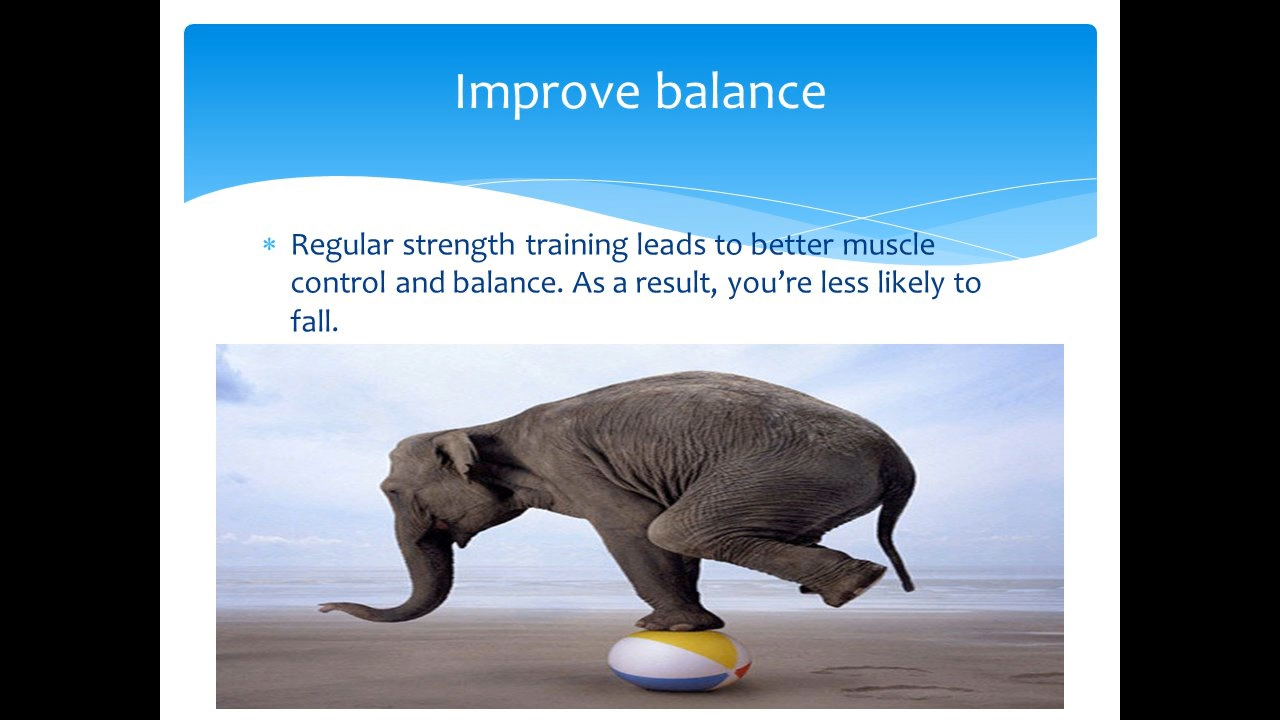 Improve balance
Regular strength training leads to better muscle
control and balance. As a result, you’re less likely to
fall.